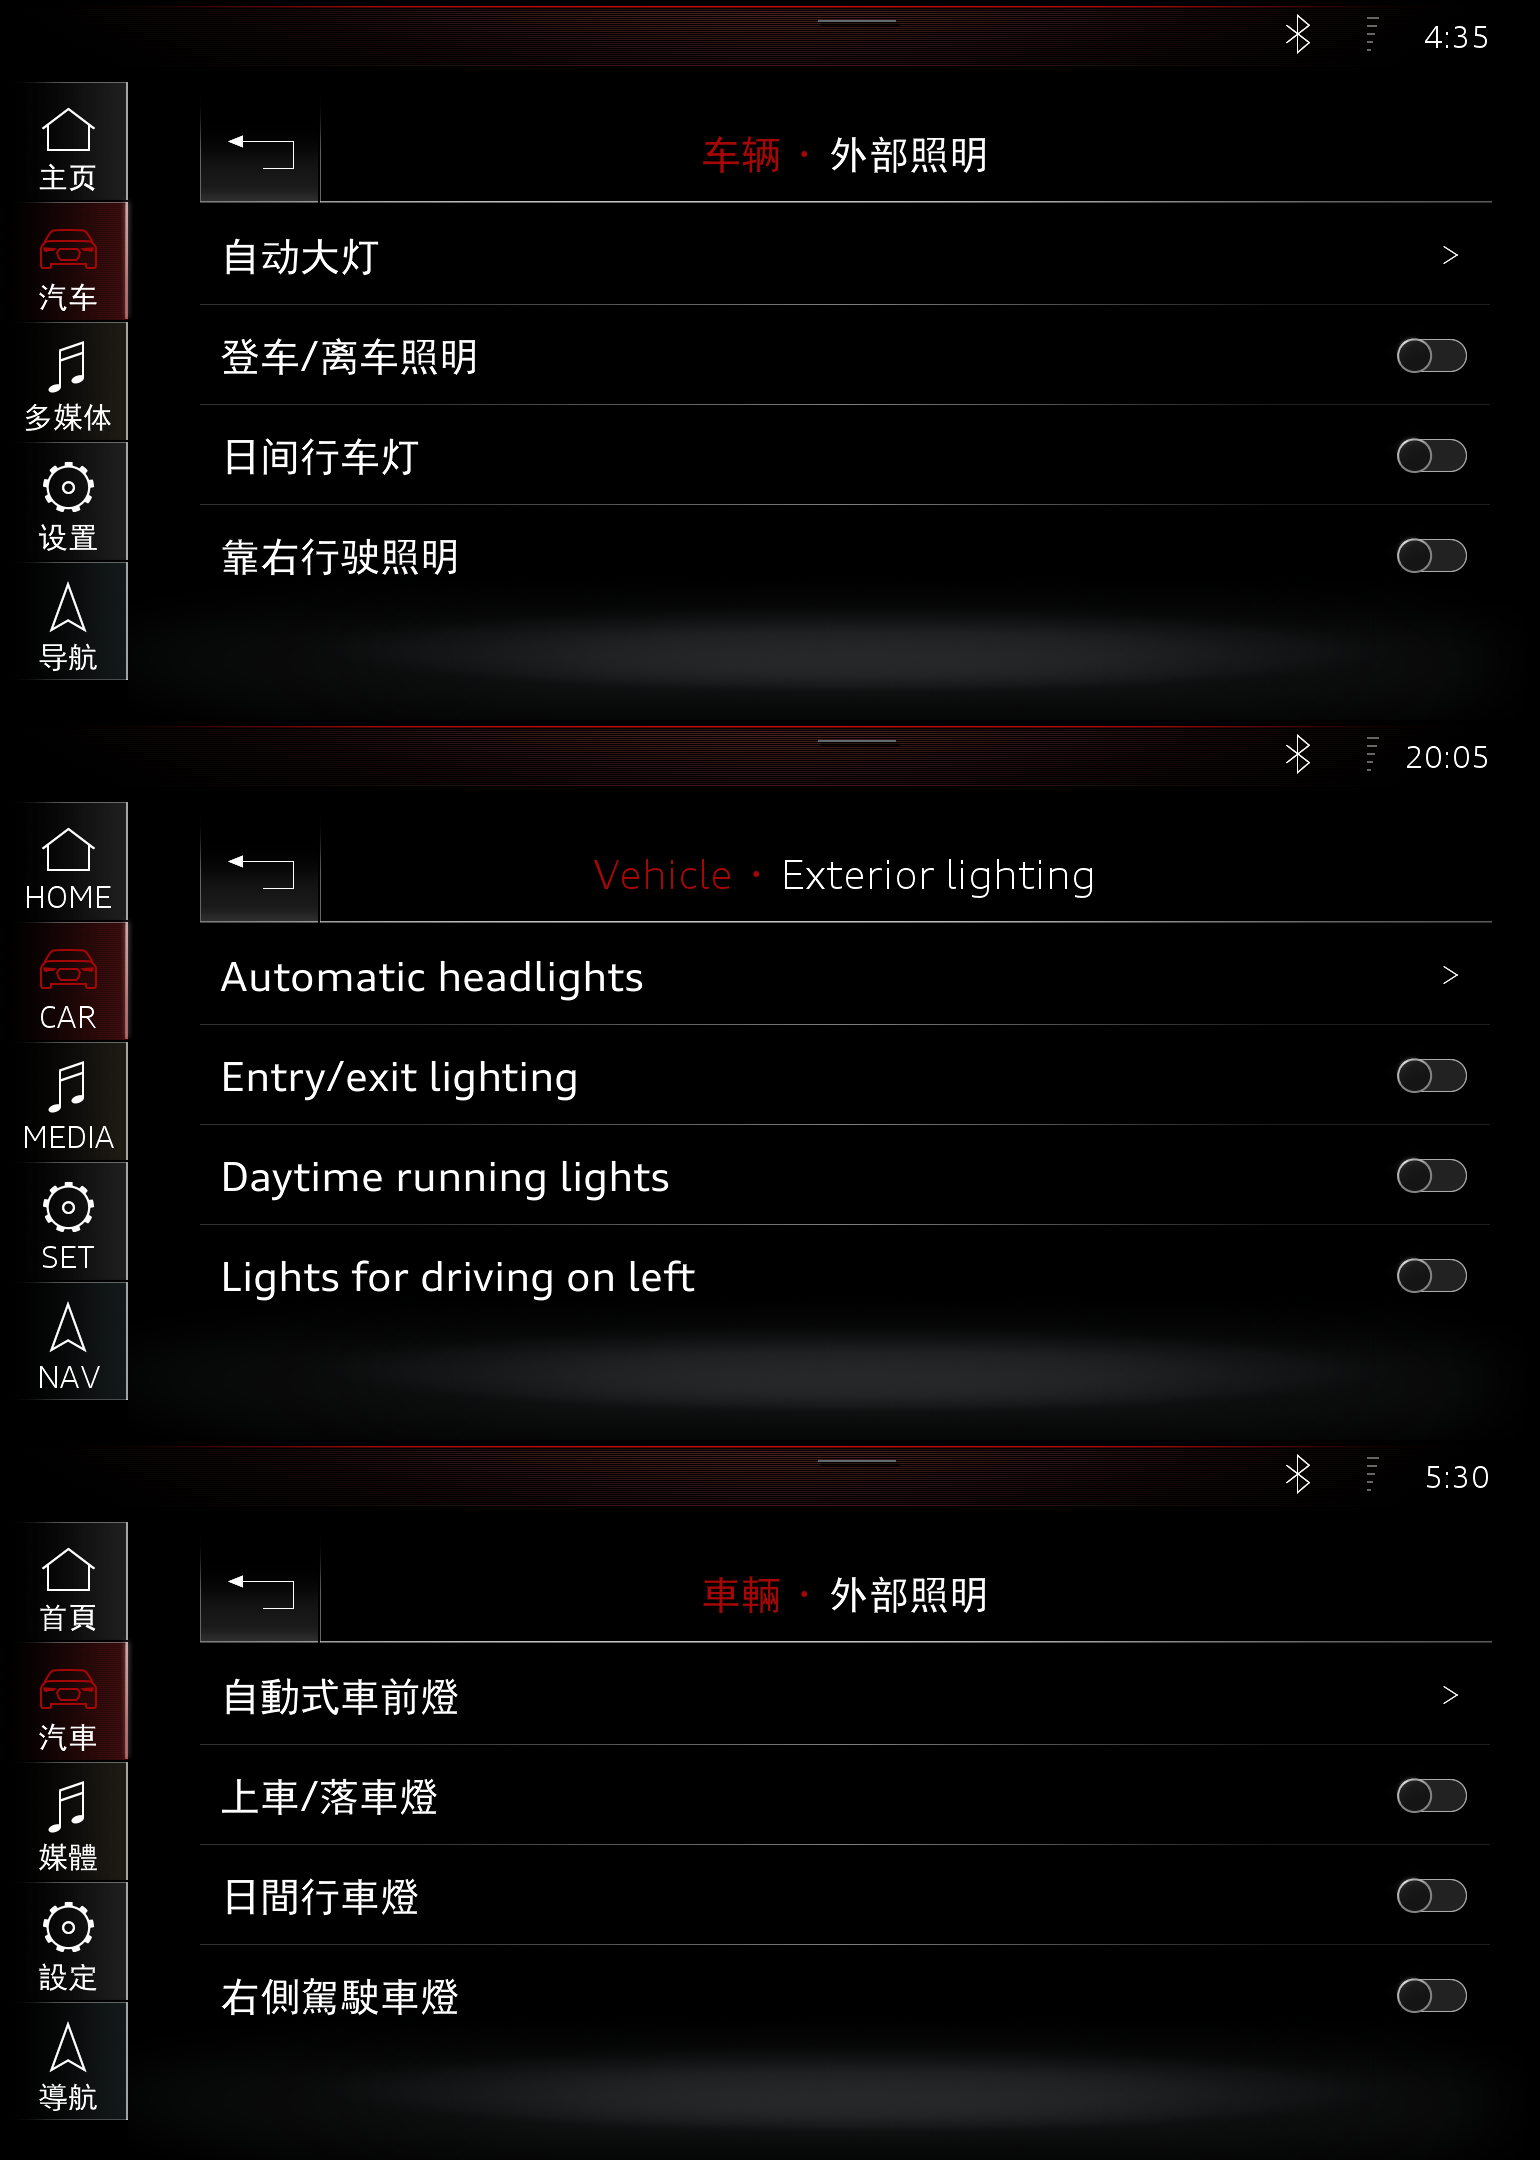 4:35
主页
车辆 · 外部照明
自动大灯
汽车
登车/离车照明
多媒体
日间行车灯
设置
靠右行驶照明
导航
20:05
HOME
Vehicle · Exterior lighting
Automatic headlights
CAR
Entry/exit lighting
MEDIA
Daytime running lights
SET
Lights for driving on left
NAV
5:30
首頁
車輛 · 外部照明
自動式車前燈
汽車
上車/落車燈
媒體
日間行車燈
設定
右側駕駛車燈
導航